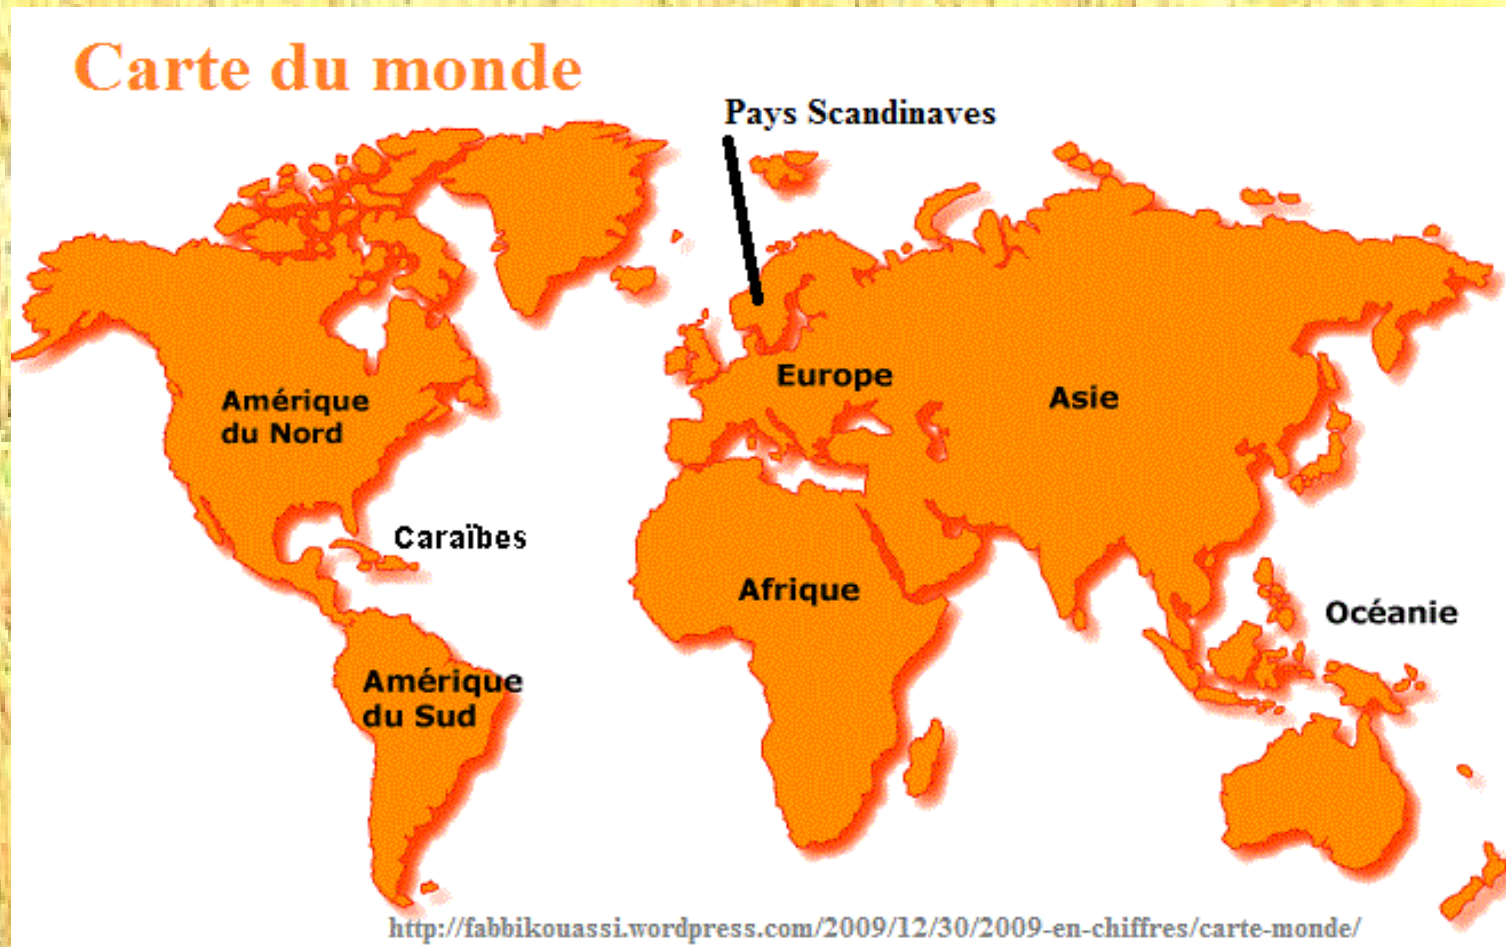 Carte du monde
Pays Scandinaves
Amérique
du Nord
Europe
Asie
Caraïbes
Afrique
Océanie
Amérique
du Sud
http://fabbikouassi.wordpress.com/2009/12/30/2009-en-chiffres/carte-monde/